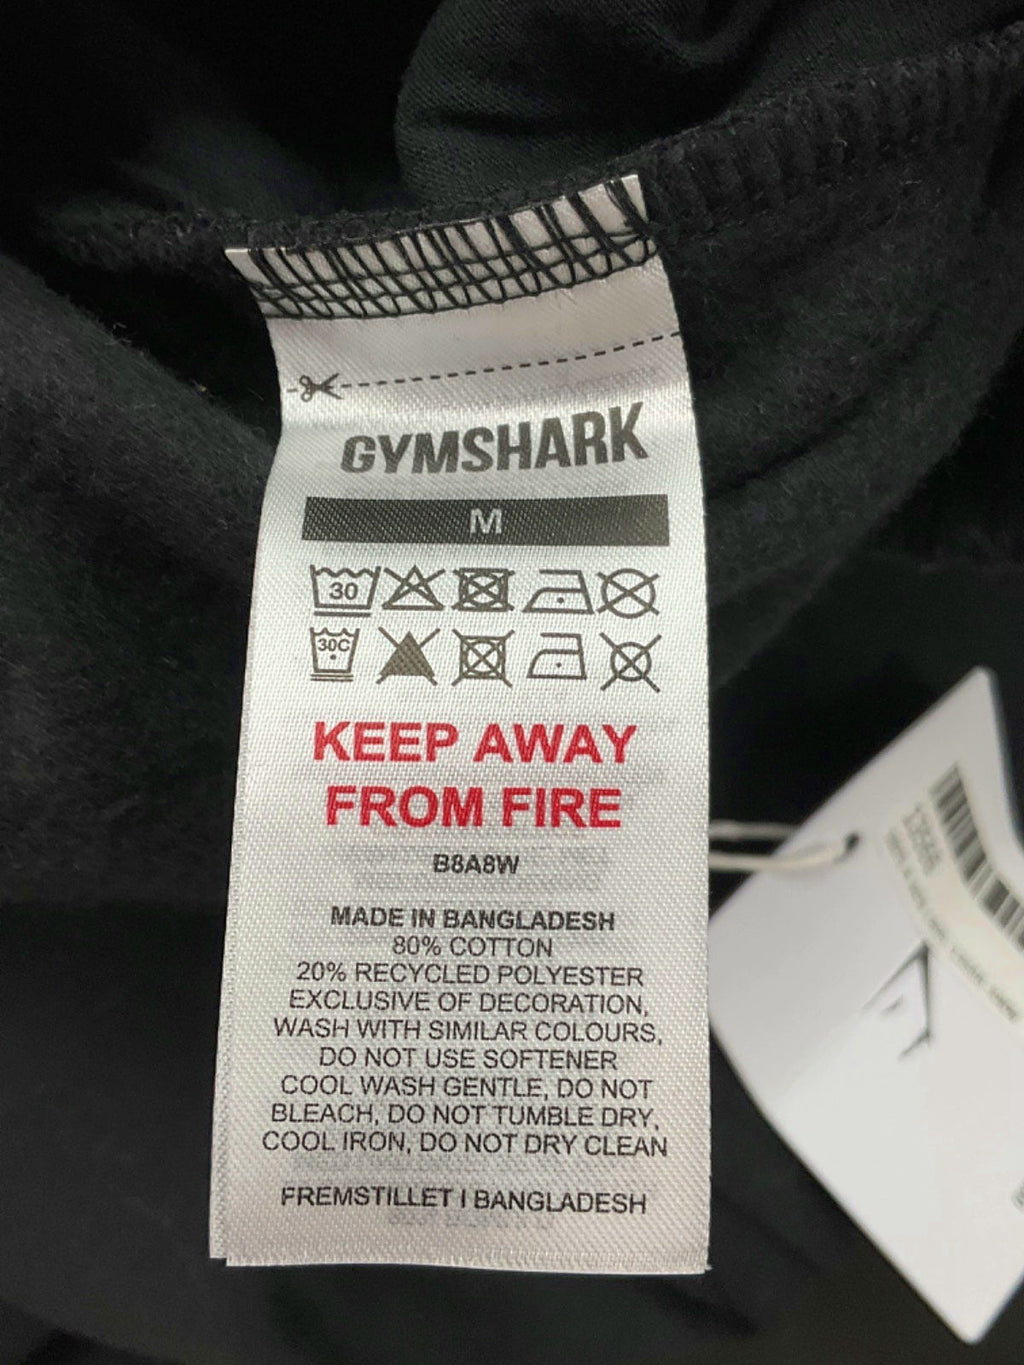 GYMSHARK
M
30
30C
KEEP AWAY
FROM FIRE
B8A8W
MADE IN BANGLADESH
80% COTTON
20% RECYCLED POLYESTER
EXCLUSIVE OF DECORATION,
WASH WITH SIMILAR COLOURS,
DO NOT USE SOFTENER
COOL WASH GENTLE, DO NOT
BLEACH, DO NOT TUMBLE DRY,
COOL IRON, DO NOT DRY CLEAN
FREMSTILLET I BANGLADESH